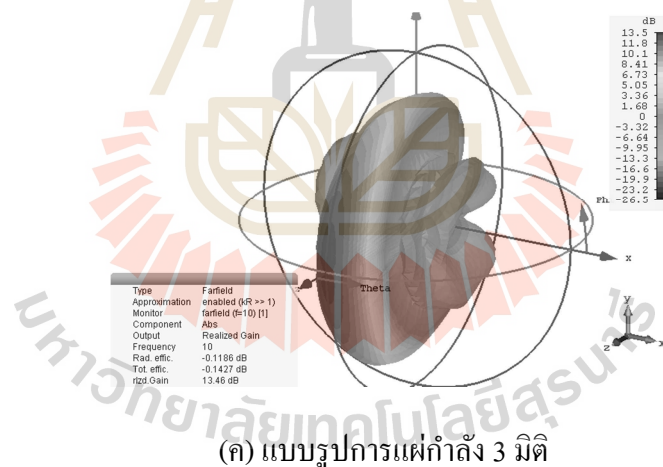 dB
13.5
11.8
10.1
8.41
6.73
5.05
3.36
1.68
0
-3.32
-6.64
-9.95
-13.3
-16.6
-19.9
-23.2
-26.5
x
Theta
Type Farfield
Approximation enabled (kR >> 1)
Monitor farfield (f=10) [1]
Component Abs
Output Realized Gain
Frequency 10
Rad. effic. -0.1186 dB
Tot. effic. -0.1427 dB
rlzd.Gain 13.46 dB
y
z x
(ค) แบบรูปการแผ่กำลัง 3 มิติ